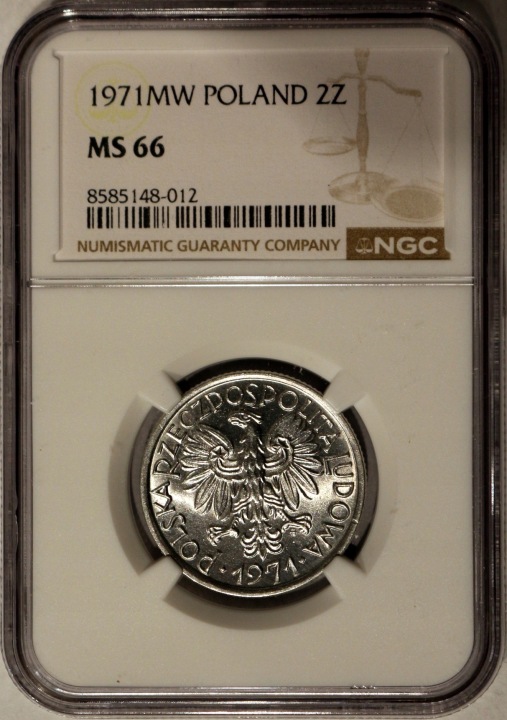 1971MW POLAND 2Z
MS 66
8585148-012
NUMISMATIC GUARANTY COMPANY NGC
POLSKA RZECZPOSPOLITA LUDOWA
·1971·